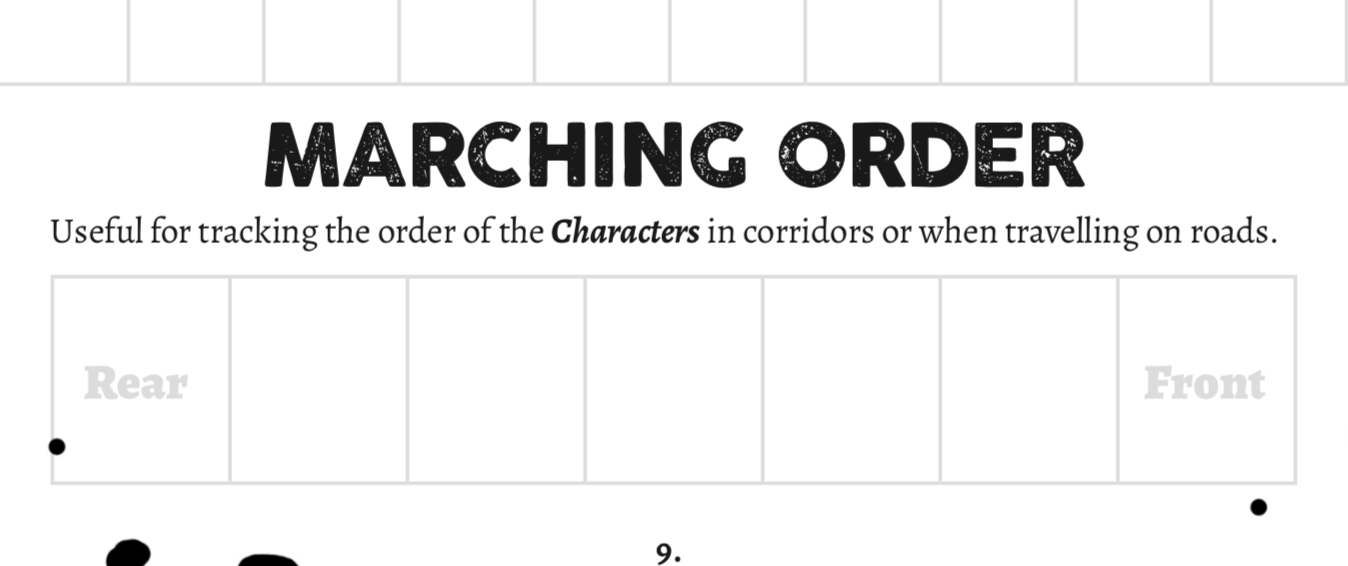 MARCHING ORDER
Useful for tracking the order of the Characters in corridors or when travelling on roads.
Rear Front
9.